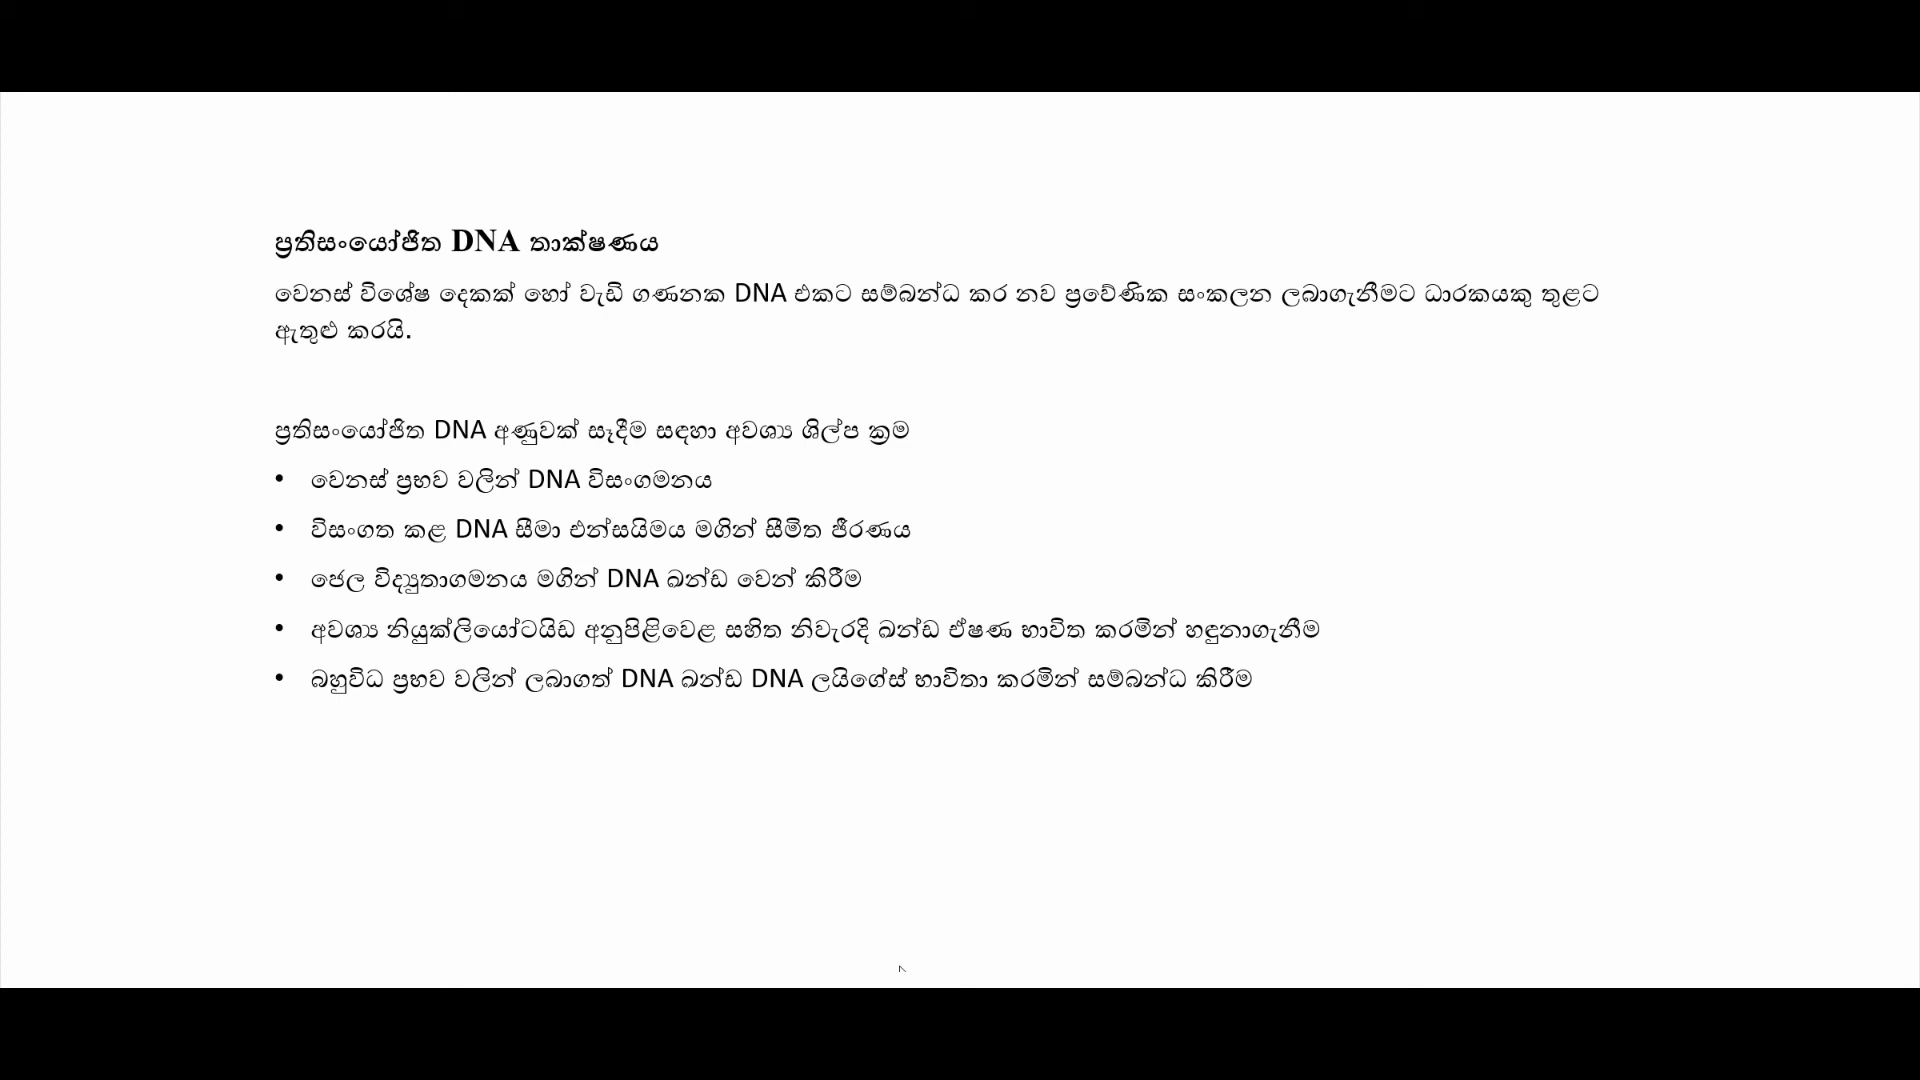 ප්‍රතිසංයෝජිත DNA තාක්ෂණය
වෙනස් විශේෂ දෙකක් හෝ වැඩි ගණනක DNA එකට සම්බන්ධ කර නව ප්‍රවේණික සංකලන ලබාගැනීමට ධාරකයකු තුළට
ඇතුළු කරයි.
ප්‍රතිසංයෝජිත DNA අණුවක් සෑදීම සඳහා අවශ්‍ය ශිල්ප ක්‍රම
• වෙනස් ප්‍රභව වලින් DNA විසංගමනය
• විසංගත කළ DNA සීමා එන්සයිමය මගින් සීමිත ජීරණය
• ජෙල විද්‍යුතාගමනය මගින් DNA ඛන්ඩ වෙන් කිරීම
• අවශ්‍ය නියුක්ලියෝටයිඩ අනුපිළිවෙළ සහිත නිවැරදි ඛන්ඩ ඒෂණ භාවිත කරමින් හඳුනාගැනීම
• බහුවිධ ප්‍රභව වලින් ලබාගත් DNA ඛන්ඩ DNA ලයිගේස් භාවිතා කරමින් සම්බන්ධ කිරීම